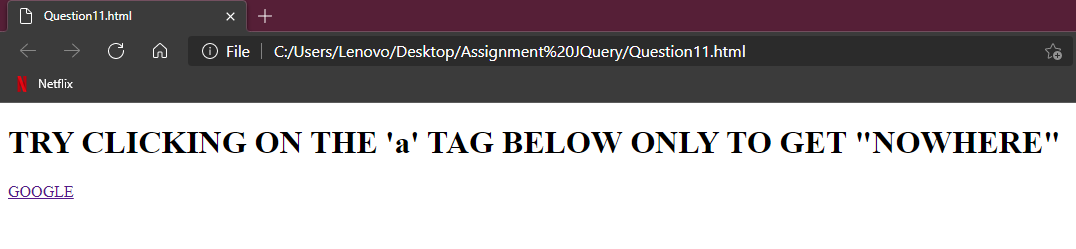 Question11.html
File C:/Users/Lenovo/Desktop/Assignment%20JQuery/Question11.html
Netflix
TRY CLICKING ON THE 'a' TAG BELOW ONLY TO GET "NOWHERE"
GOOGLE